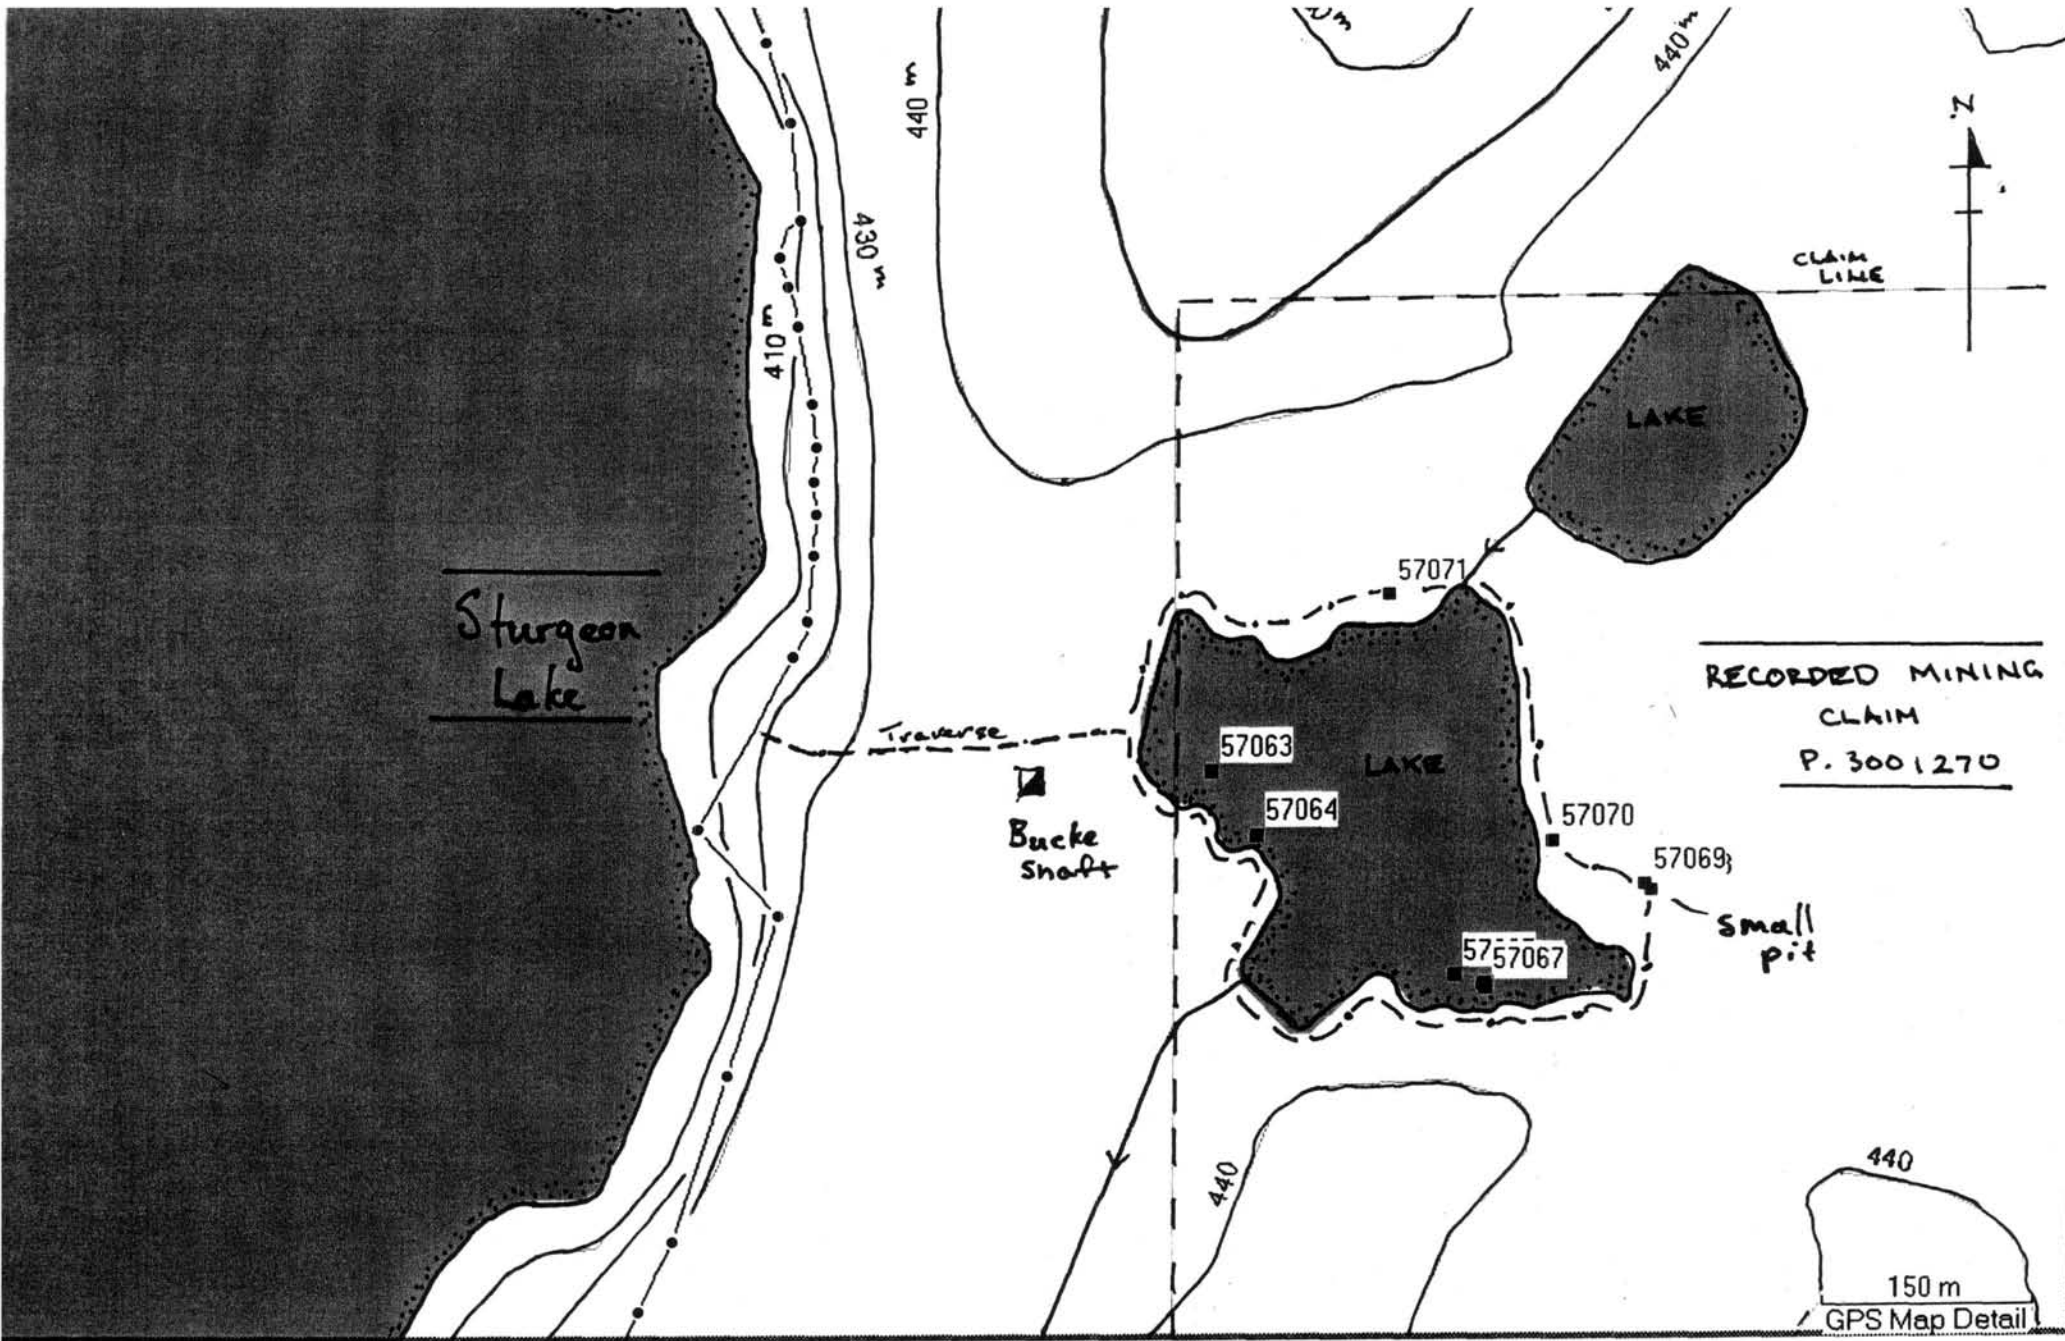 440 m
440 m
N.
430 m
CLAIM
LINE
410 m
LAKE
57071
Sturgeon
Lake
RECORDED MINING
CLAIM
P. 3001270
Traverse
57063
LAKE
57064
57070
Bucke
shaft
57069
small
pit
57067
440
440
150 m
GPS Map Detail